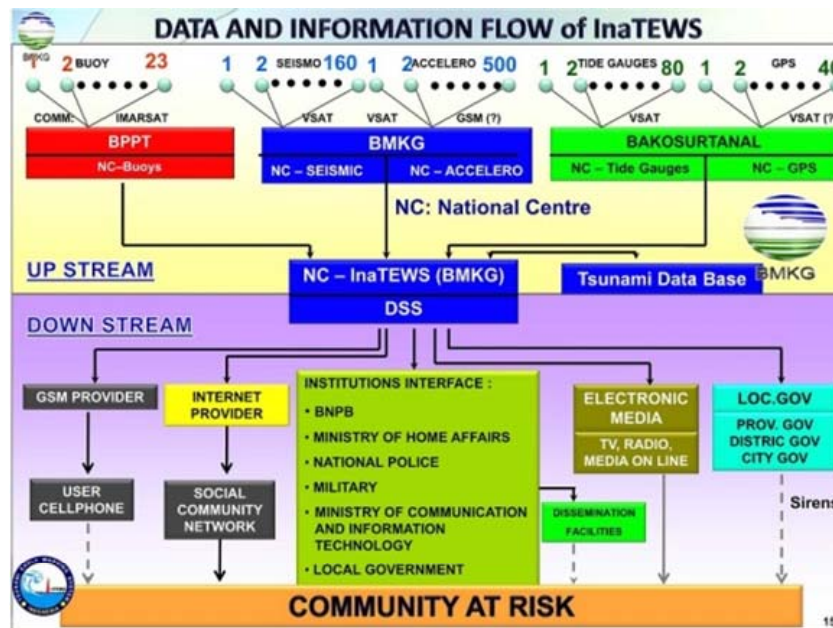 DATA AND INFORMATION FLOW of InaTEWS
BMKG
1 2 BUOY 23
1 2 SEISMO 160
1 2 ACCELERO 500
1 2 TIDE GAUGES 80
1 2 GPS 40
COMM: IMARSAT
VSAT
VSAT
GSM (?)
VSAT
VSAT (?
BPPT
NC–Buoys
BMKG
NC – SEISMIC
NC – ACCELERO
BAKOSURTANAL
NC – Tide Gauges
NC – GPS
NC: National Centre
BMKG
UP STREAM
NC – InaTEWS (BMKG)
DSS
Tsunami Data Base
DOWN STREAM
GSM PROVIDER
INTERNET
PROVIDER
INSTITUTIONS INTERFACE :
• BNPB
• MINISTRY OF HOME AFFAIRS
• NATIONAL POLICE
• MILITARY
• MINISTRY OF COMMUNICATION
AND INFORMATION
TECHNOLOGY
• LOCAL GOVERNMENT
ELECTRONIC
MEDIA
TV, RADIO,
MEDIA ON LINE
LOC.GOV
PROV. GOV
DISTRIC GOV
CITY GOV
USER
CELLPHONE
SOCIAL
COMMUNITY
NETWORK
DISSEMINATION
FACILITIES
Sirens
COMMUNITY AT RISK